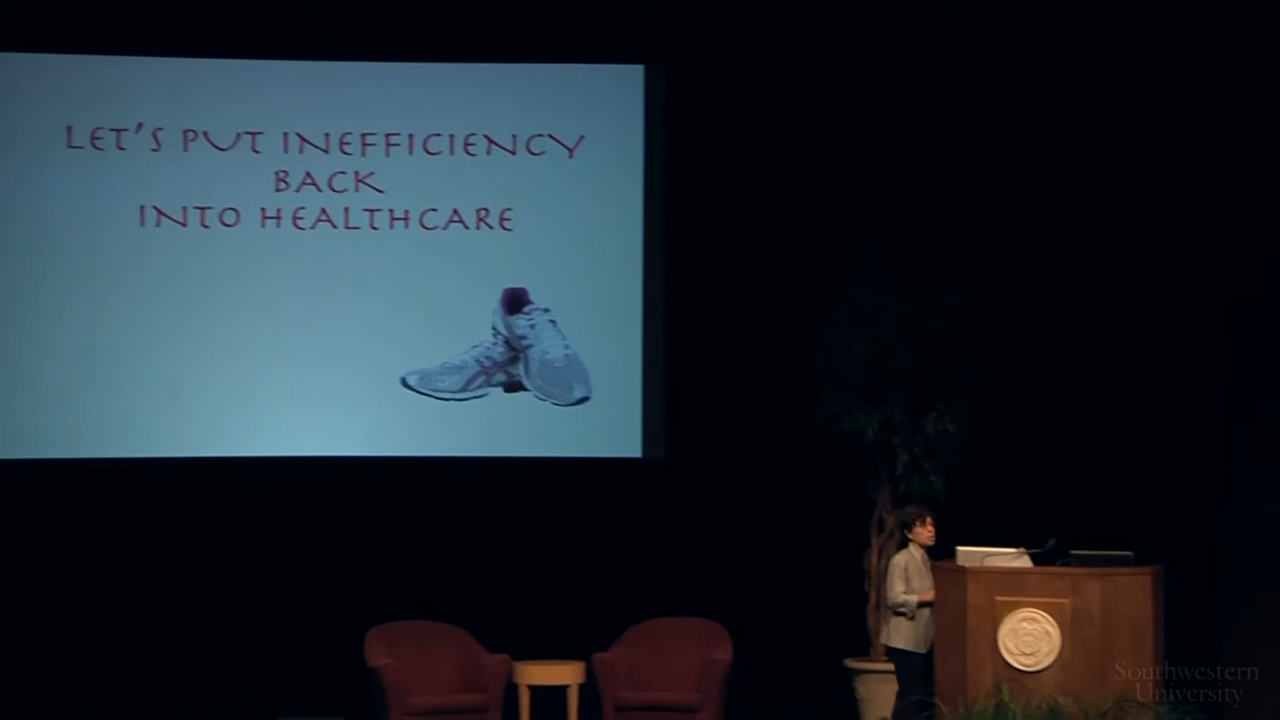 LET'S PUT INEFFICIENCY
BACK
INTO HEALTHCARE
Southwestern
University